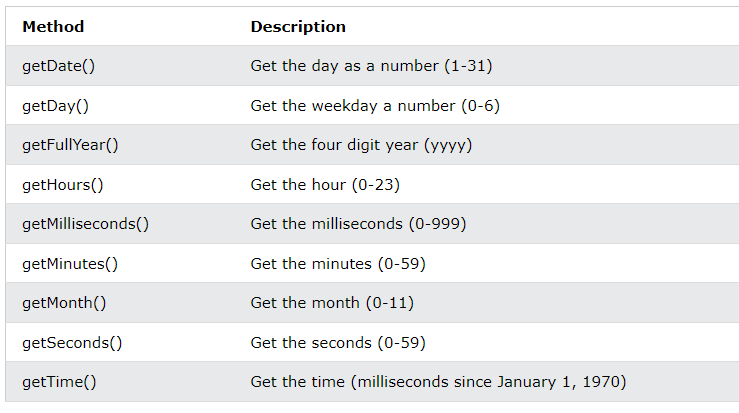 Method Description
getDate() Get the day as a number (1-31)
getDay() Get the weekday a number (0-6)
getFullYear() Get the four digit year (yyyy)
getHours() Get the hour (0-23)
getMilliseconds() Get the milliseconds (0-999)
getMinutes() Get the minutes (0-59)
getMonth() Get the month (0-11)
getSeconds() Get the seconds (0-59)
getTime() Get the time (milliseconds since January 1, 1970)